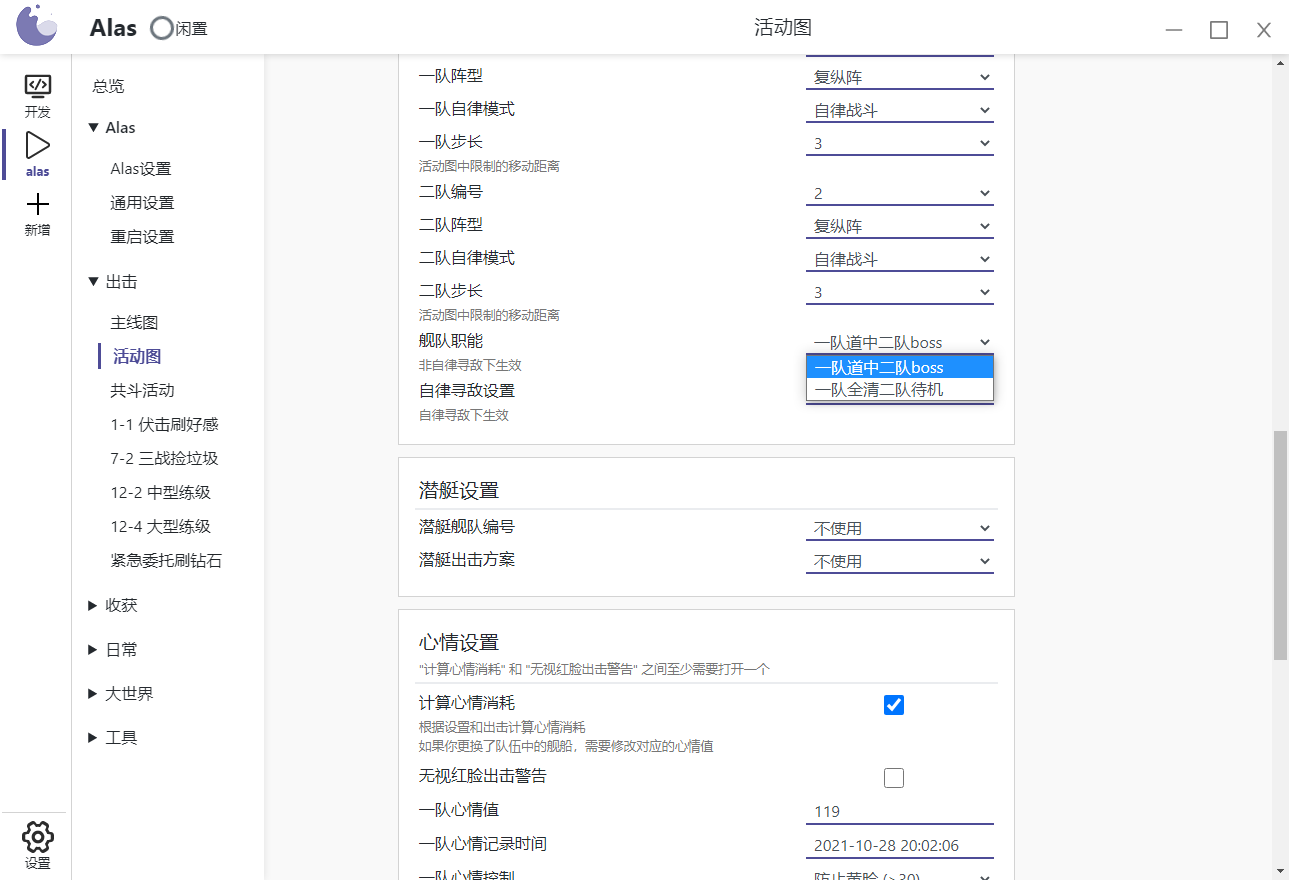 Alas
闲置
活动图
开发
alas
新增
设置
总览
Alas
Alas设置
通用设置
重启设置
出击
主线图
活动图
共斗活动
1-1 伏击刷好感
7-2 三战捡垃圾
12-2 中型练级
12-4 大型练级
紧急委托刷钻石
收获
日常
大世界
工具
一队阵型 复纵阵
一队自律模式 自律战斗
一队步长 3
活动图中限制的移动距离
二队编号 2
二队阵型 复纵阵
二队自律模式 自律战斗
二队步长 3
活动图中限制的移动距离
舰队职能 一队道中二队boss
非自律寻敌下生效
一队道中二队boss
一队全清二队待机
自律寻敌设置
自律寻敌下生效
潜艇设置
潜艇舰队编号 不使用
潜艇出击方案 不使用
心情设置
"计算心情消耗" 和 "无视红脸出击警告" 之间至少需要打开一个
计算心情消耗
根据设置和出击计算心情消耗
如果你更换了队伍中的舰船，需要修改对应的心情值
无视红脸出击警告
一队心情值 119
一队心情记录时间 2021-10-28 20:02:06
一队心情控制 防止黄脸 (>30)